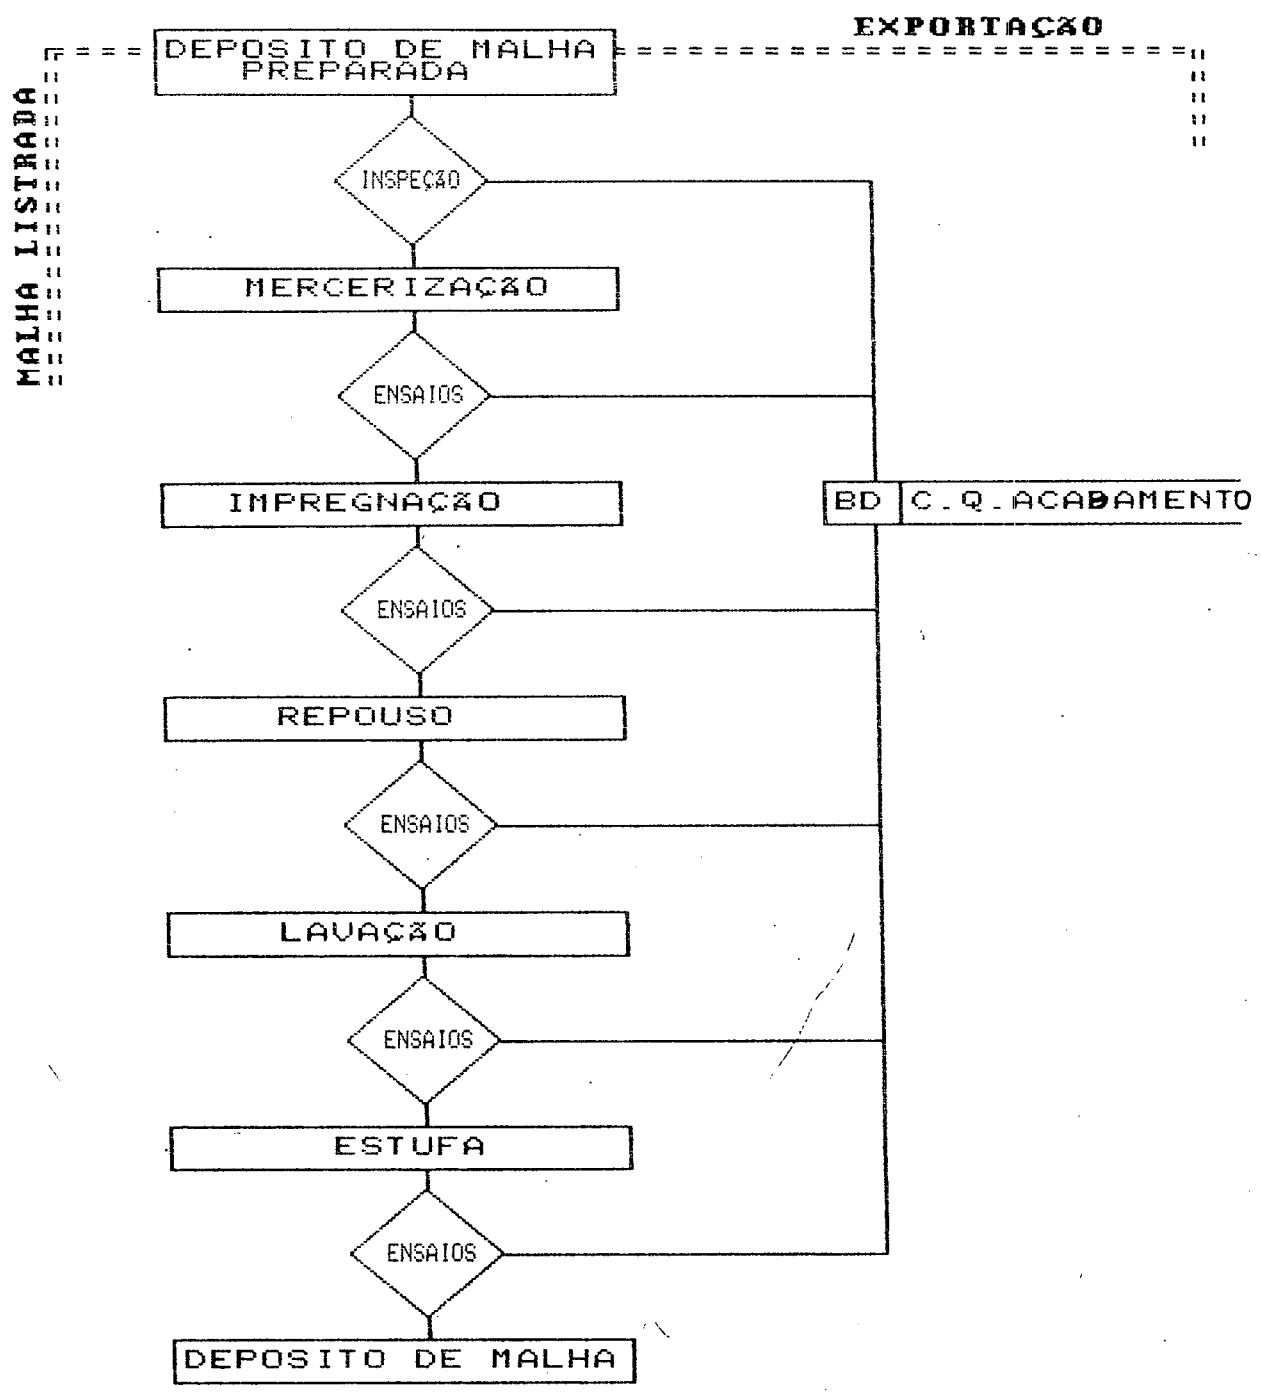 EXPORTAÇÃO
DEPOSITO DE MALHA
PREPARADA
MALHA LISTRADA
INSPEÇÃO
MERCERIZAÇÃO
ENSAIOS
IMPREGNAÇÃO
BD C.Q.ACABAMENTO
ENSAIOS
REPOUSO
ENSAIOS
LAVAÇÃO
ENSAIOS
ESTUFA
ENSAIOS
DEPOSITO DE MALHA